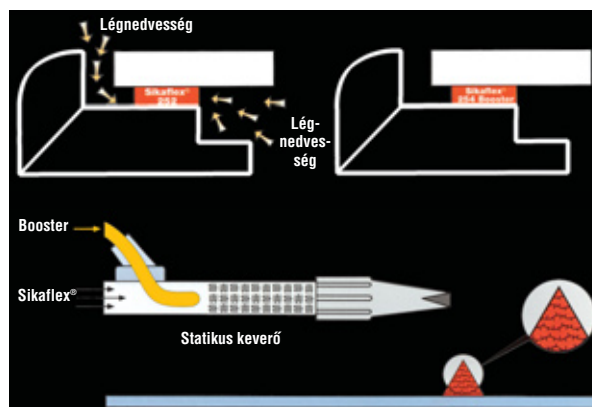 Légnedvesség
Sikaflex®
252
Lég-
nedves-
ség
Sikaflex®
254 Booster
Booster
Sikaflex®
Statikus keverő